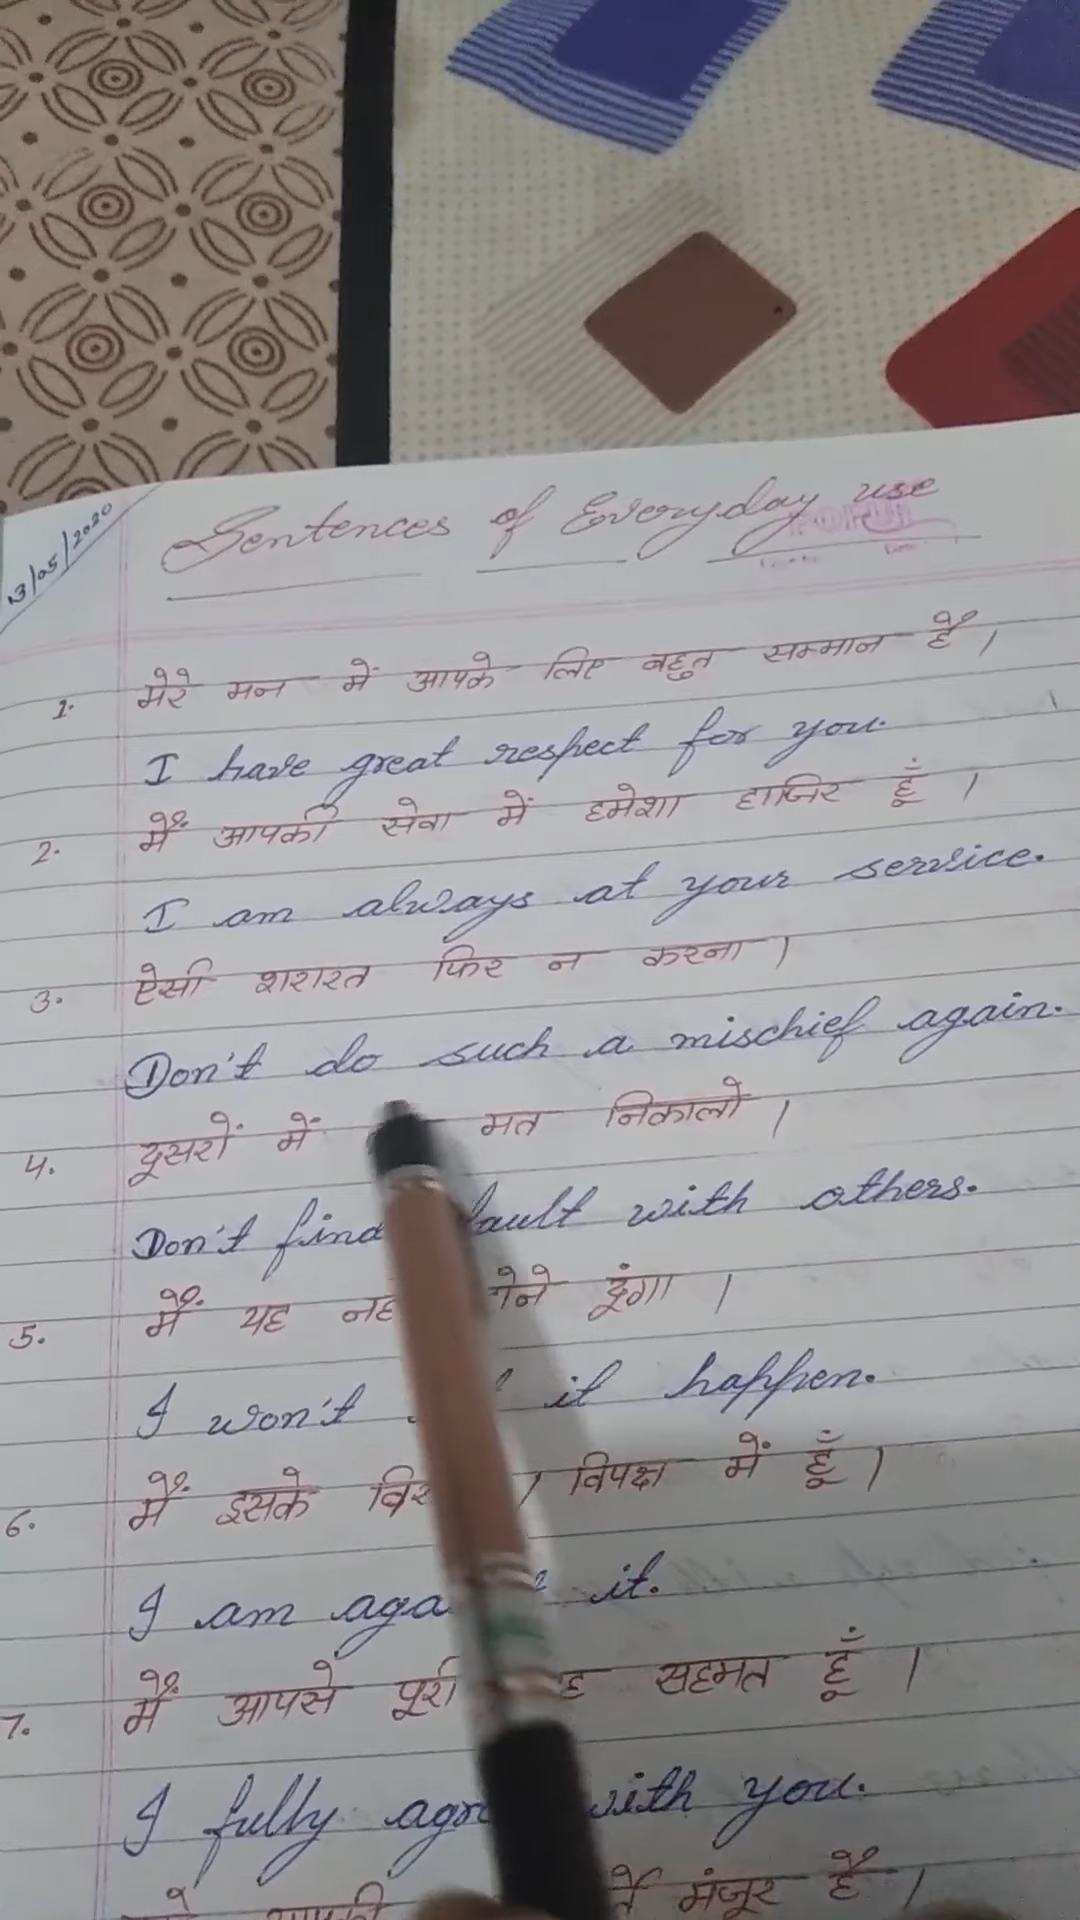 13/05/2020
Sentences of Everyday use
1. मेरे मन में आपके लिए बहुत सम्मान है।
I have great respect for you.
2. मैं आपकी सेवा में हमेशा हाजिर हूँ।
I am always at your service.
3. ऐसी शरारत फिर न करना।
Don't do such a mischief again.
4. दूसरों में मत निकालो।
Don't find fault with others.
5. मैं यह दूंगा।
I won't it happen.
6. मैं इसके विपक्ष में हूँ।
I am it.
7. मैं आपसे सहमत हूँ।
I fully with you.
मंजूर है।